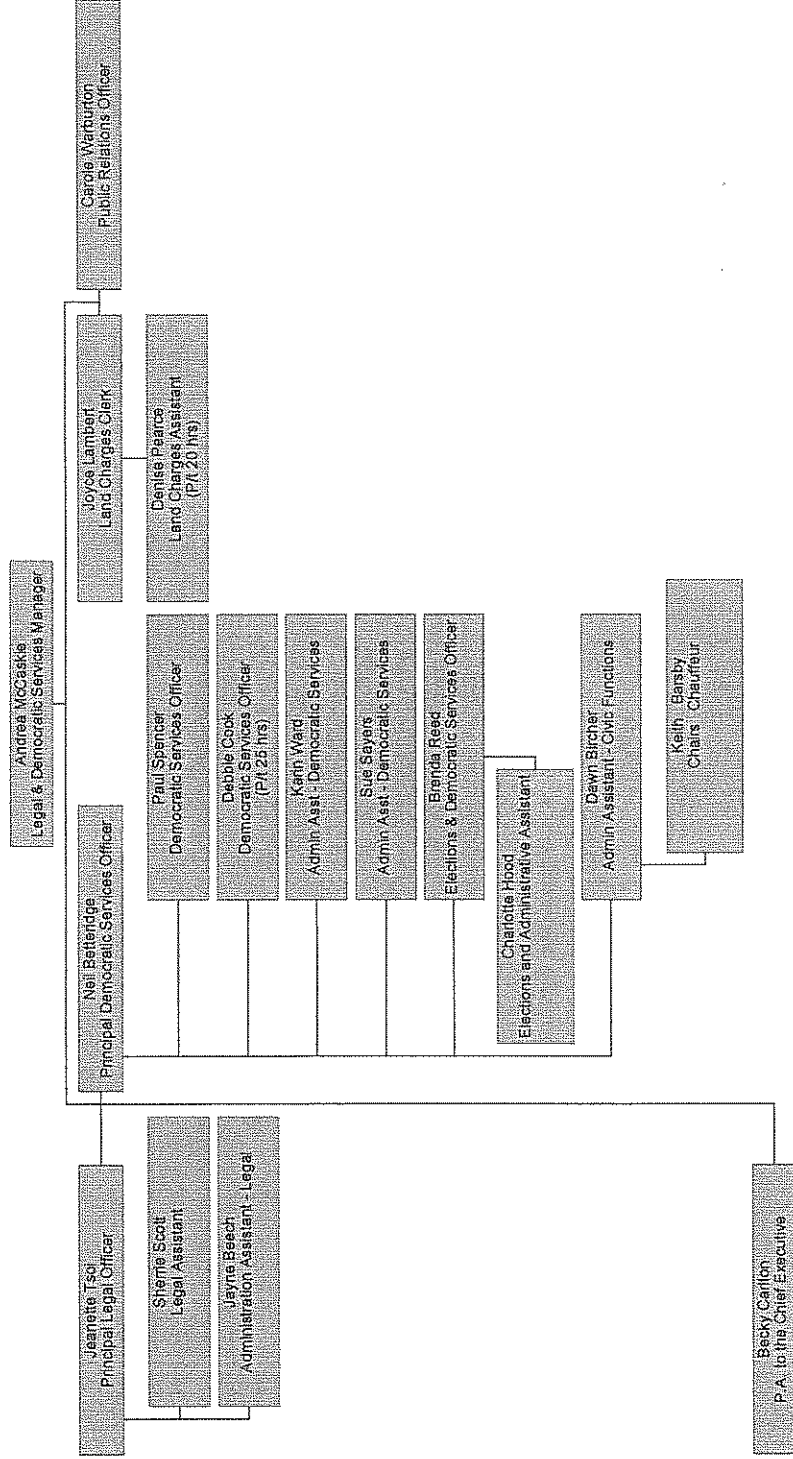 Andrea McCaskie
Legal & Democratic Services Manager
Jeanette Tsoi
Principal Legal Officer
Sherrie Scott
Legal Assistant
Jayne Beech
Administration Assistant - Legal
Neil Betteridge
Principal Democratic Services Officer
Paul Spencer
Democratic Services Officer
Debbie Cook
Democratic Services Officer
(P/t 25 hrs)
Karin Ward
Admin Asst - Democratic Services
Sue Sayers
Admin Asst - Democratic Services
Brenda Reed
Elections & Democratic Services Officer
Charlotte Hood
Elections and Administrative Assistant
Dawn Bircher
Admin Assistant - Civic Functions
Keith Barsby
Chairs Chauffeur
Joyce Lambert
Land Charges Clerk
Denise Pearce
Land Charges Assistant
(P/t 20 hrs)
Carole Warburton
Public Relations Officer
Becky Carlton
P.A. to the Chief Executive